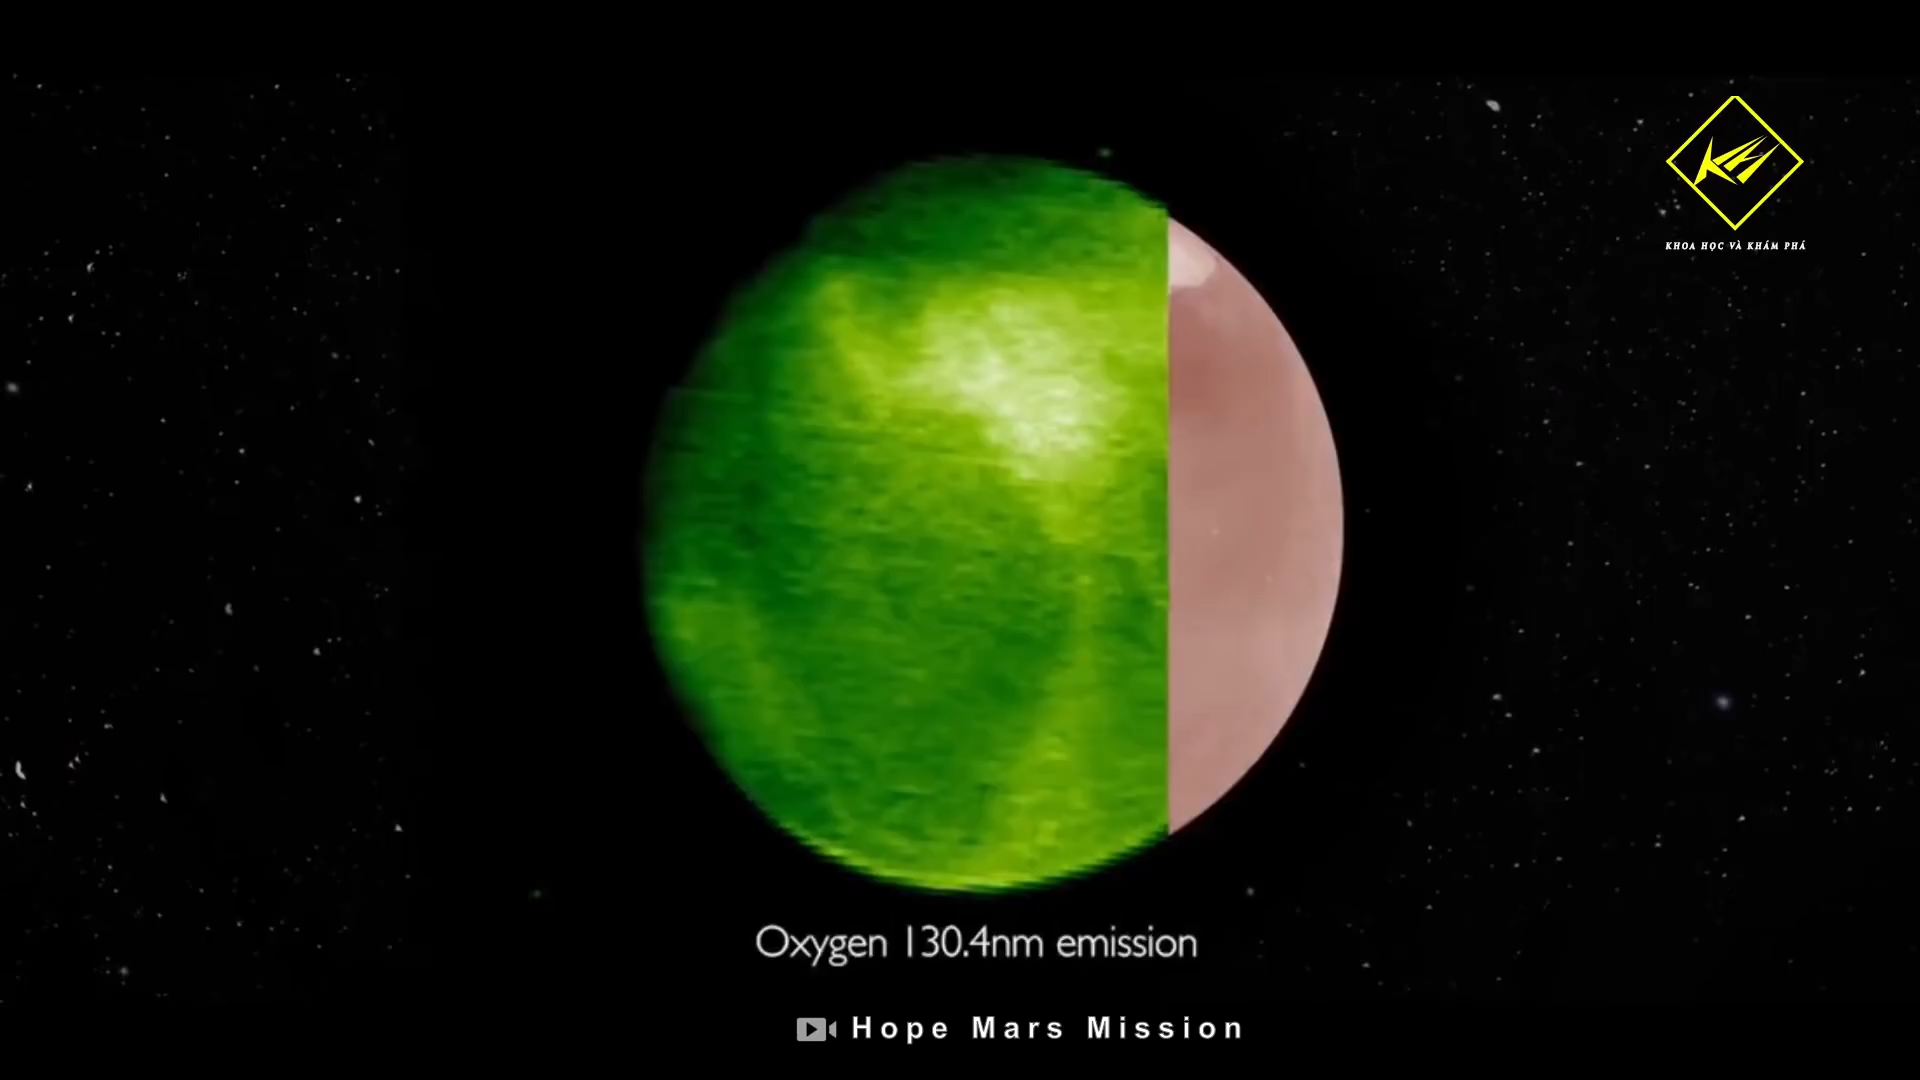 KHOA HỌC VÀ KHÁM PHÁ
Oxygen 130.4nm emission
Hope Mars Mission